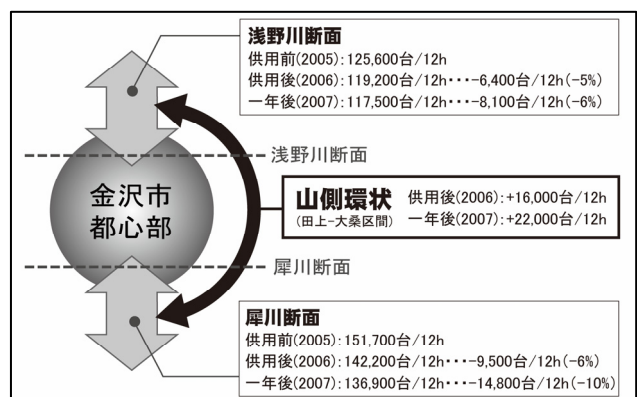 浅野川断面
供用前(2005):125,600台/12h
供用後(2006):119,200台/12h・・・-6,400台/12h(-5%)
一年後(2007):117,500台/12h・・・-8,100台/12h(-6%)
浅野川断面
金沢市
都心部
山側環状
(田上-大桑区間)
供用後(2006):+16,000台/12h
一年後(2007):+22,000台/12h
犀川断面
犀川断面
供用前(2005):151,700台/12h
供用後(2006):142,200台/12h・・・-9,500台/12h(-6%)
一年後(2007):136,900台/12h・・・-14,800台/12h(-10%)